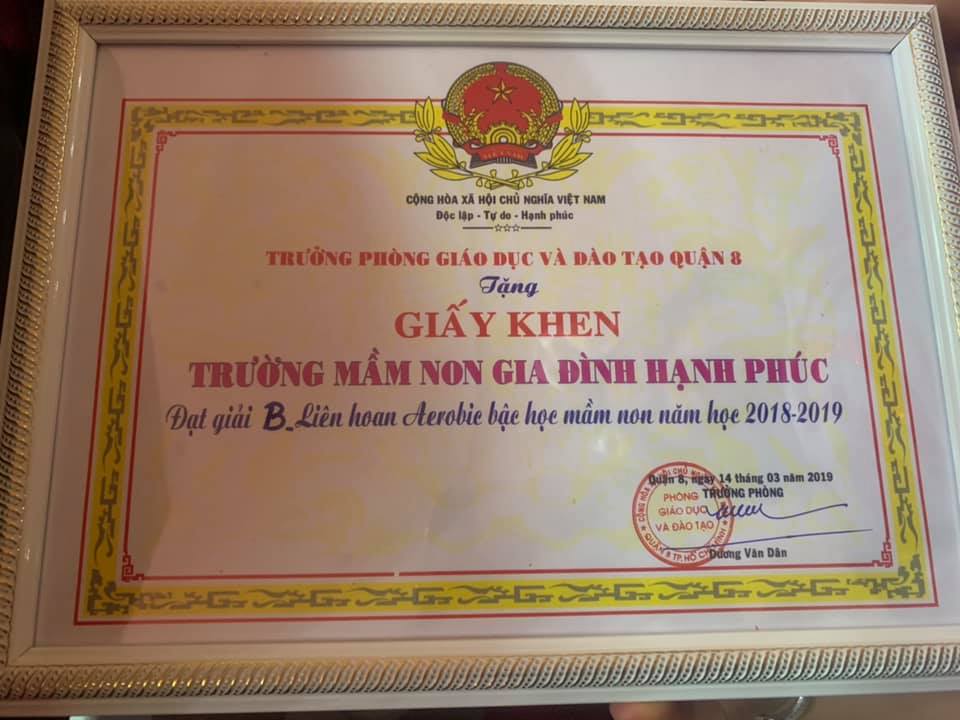 VIỆT NAM
CỘNG HÒA XÃ HỘI CHỦ NGHĨA VIỆT NAM
Độc lập - Tự do - Hạnh phúc
TRƯỞNG PHÒNG GIÁO DỤC VÀ ĐÀO TẠO QUẬN 8
Tặng
GIẤY KHEN
TRƯỜNG MẦM NON GIA ĐÌNH HẠNH PHÚC
Đạt giải B_Liên hoan Aerobic bậc học mầm non năm học 2018-2019
Quận 8, ngày 14 tháng 03 năm 2019
TRƯỞNG PHÒNG
PHÒNG
GIÁO DỤC
VÀ ĐÀO TẠO
Dương Văn Dân